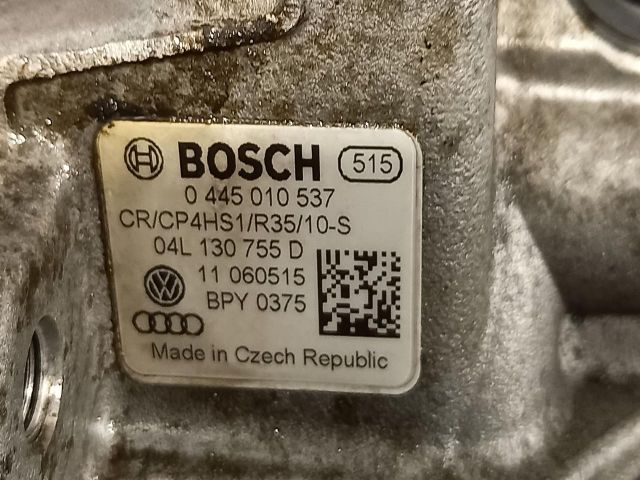 BOSCH 515
0 445 010 537
CR/CP4HS1/R35/10-S
04L 130 755 D
11 060515
BPY 0375
Made in Czech Republic